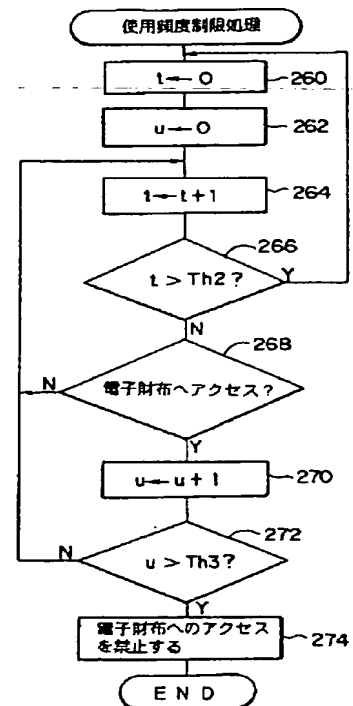 使用頻度制限処理
t←0
260
u←0
262
t←t+1
264
266
t>Th2?
Y
N
268
電子財布へアクセス?
N
Y
u←u+1
270
272
u>Th3?
N
Y
電子財布へのアクセス
を禁止する
274
END